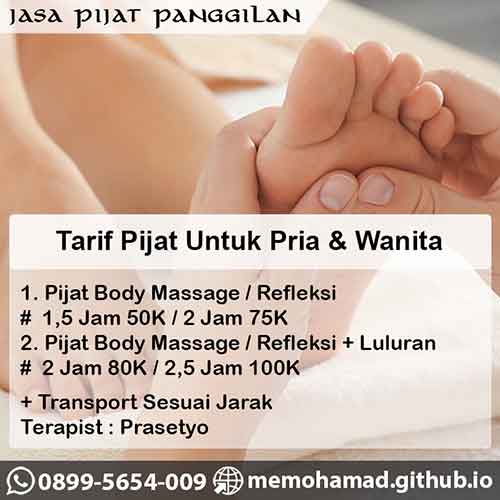 JASA PIJAT PANGGILAN
Tarif Pijat Untuk Pria & Wanita
1. Pijat Body Massage / Refleksi
# 1,5 Jam 50K / 2 Jam 75K
2. Pijat Body Massage / Refleksi + Luluran
# 2 Jam 80K / 2,5 Jam 100K
+ Transport Sesuai Jarak
Terapist : Prasetyo
0899-5654-009 memohamad.github.io